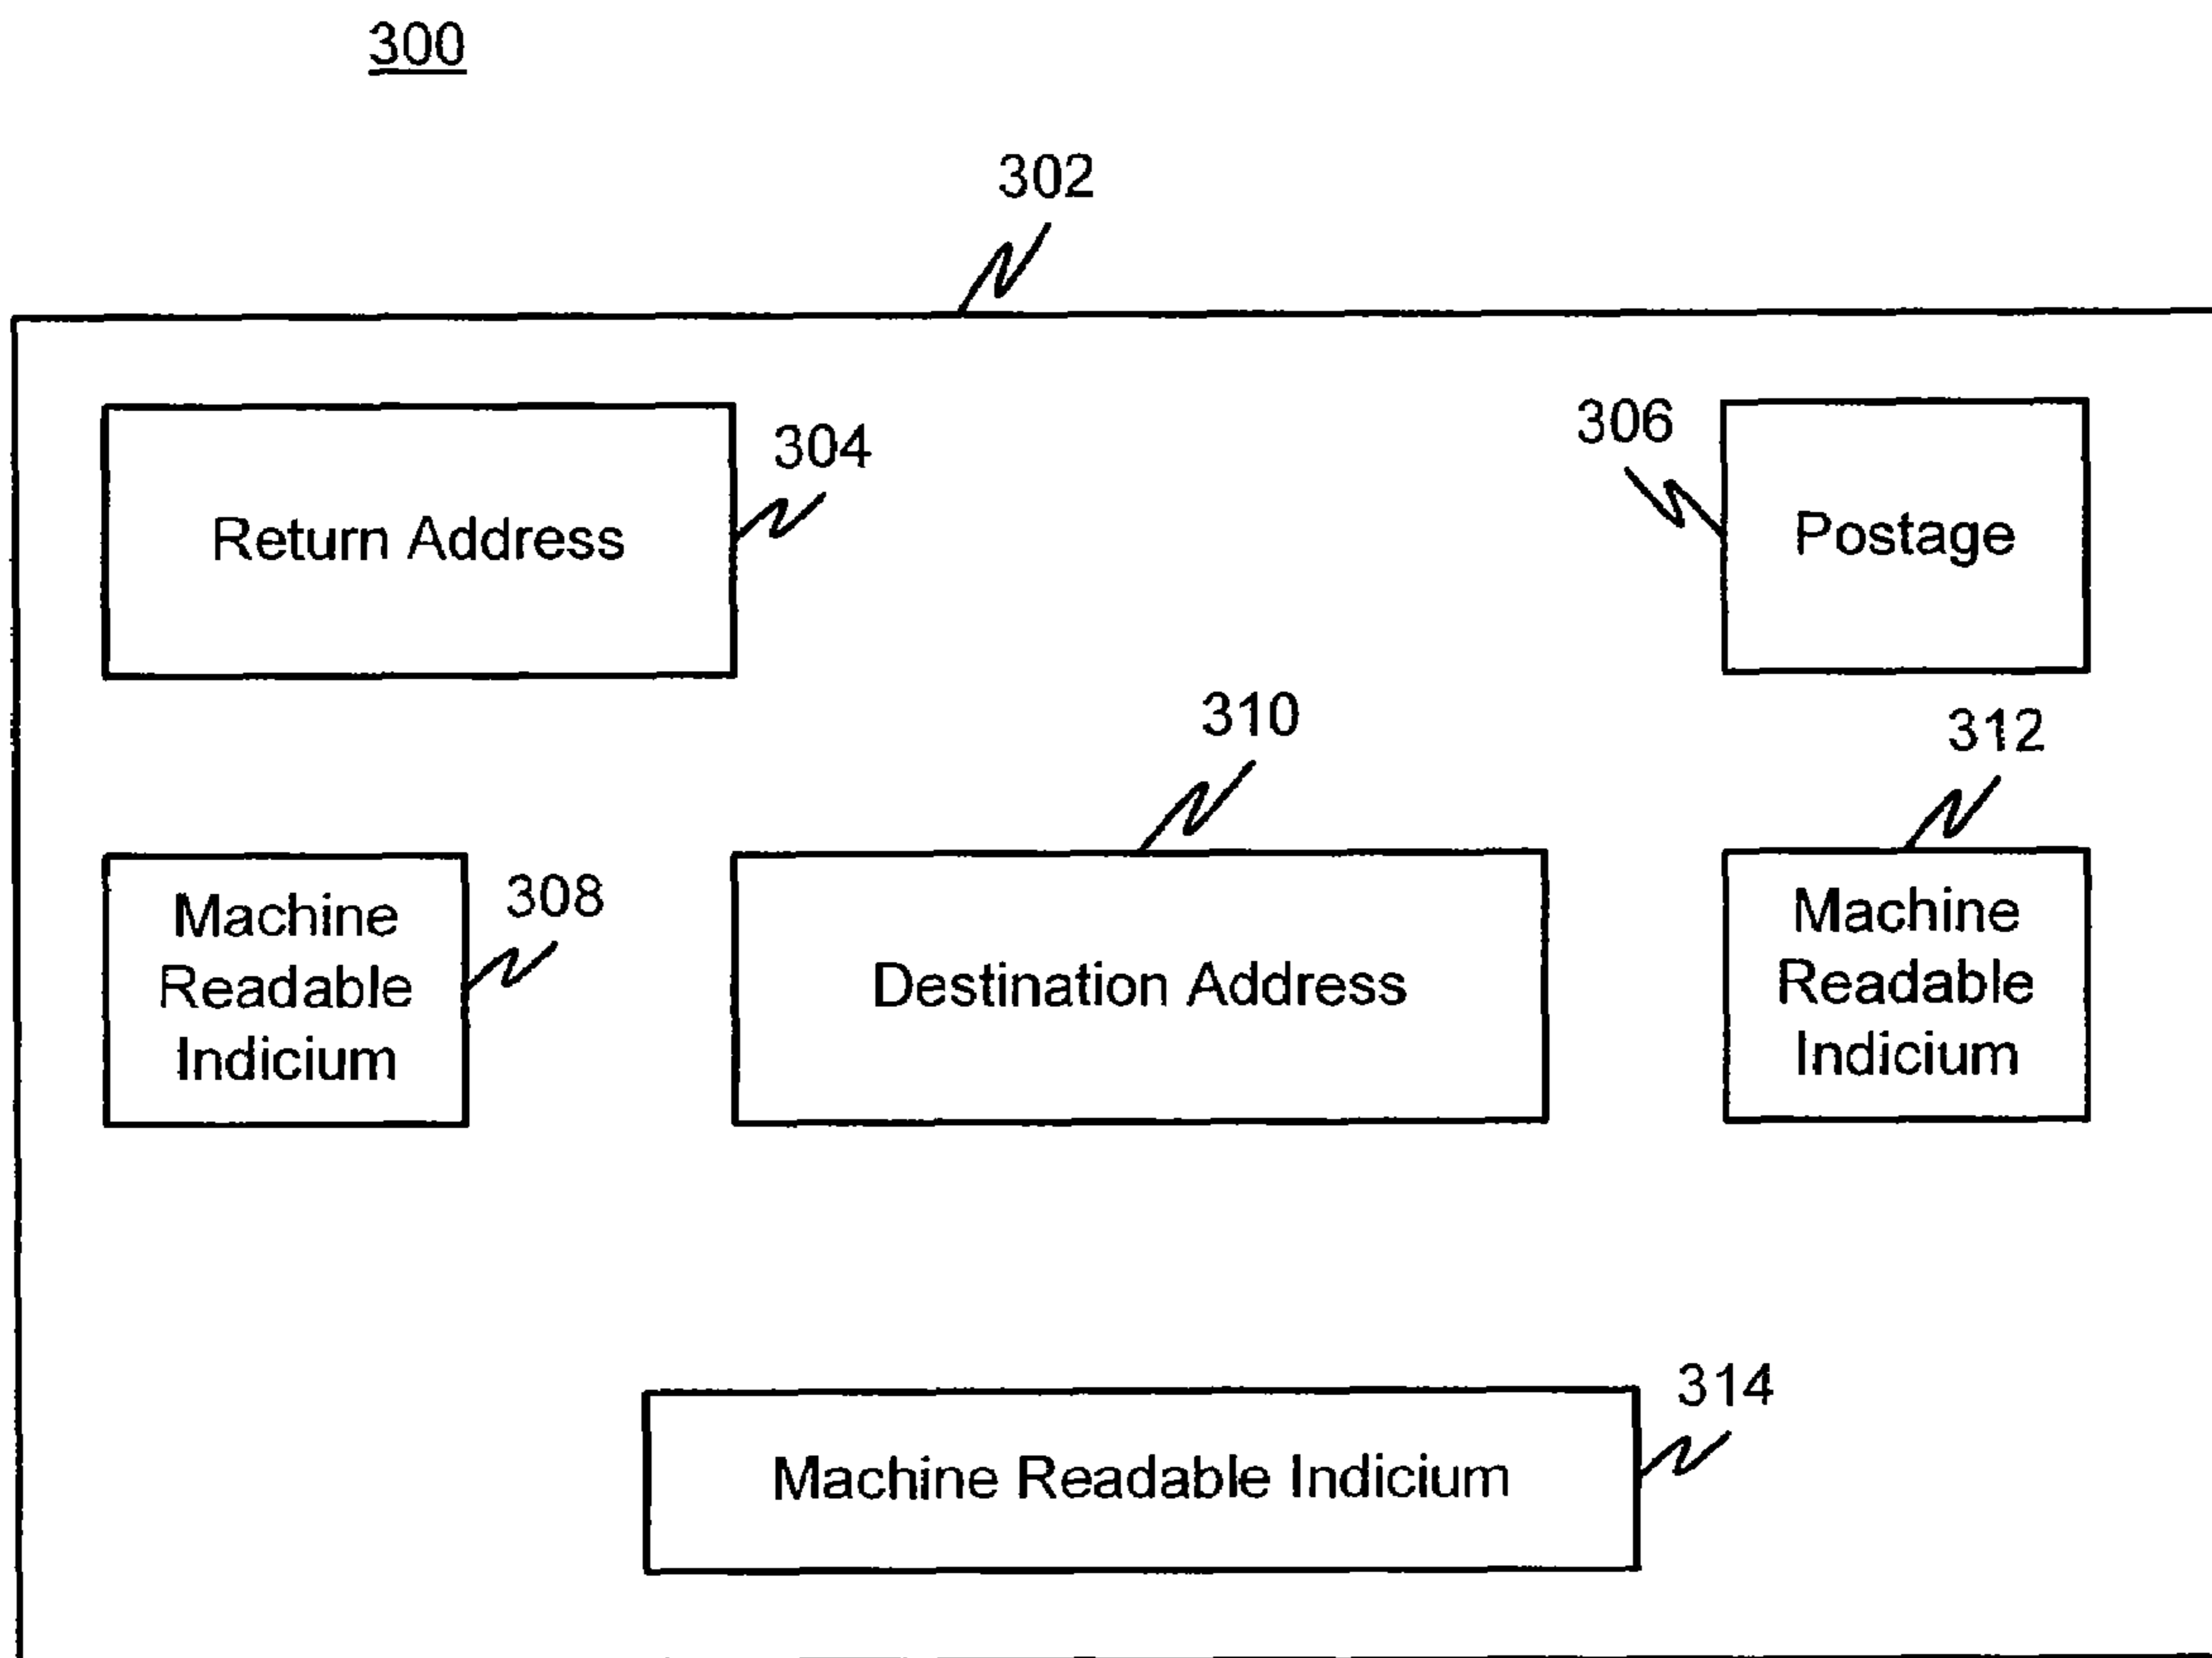 300
302
Return Address
304
306
Postage
310
312
Machine
Readable
Indicium
308
Destination Address
Machine
Readable
Indicium
314
Machine Readable Indicium